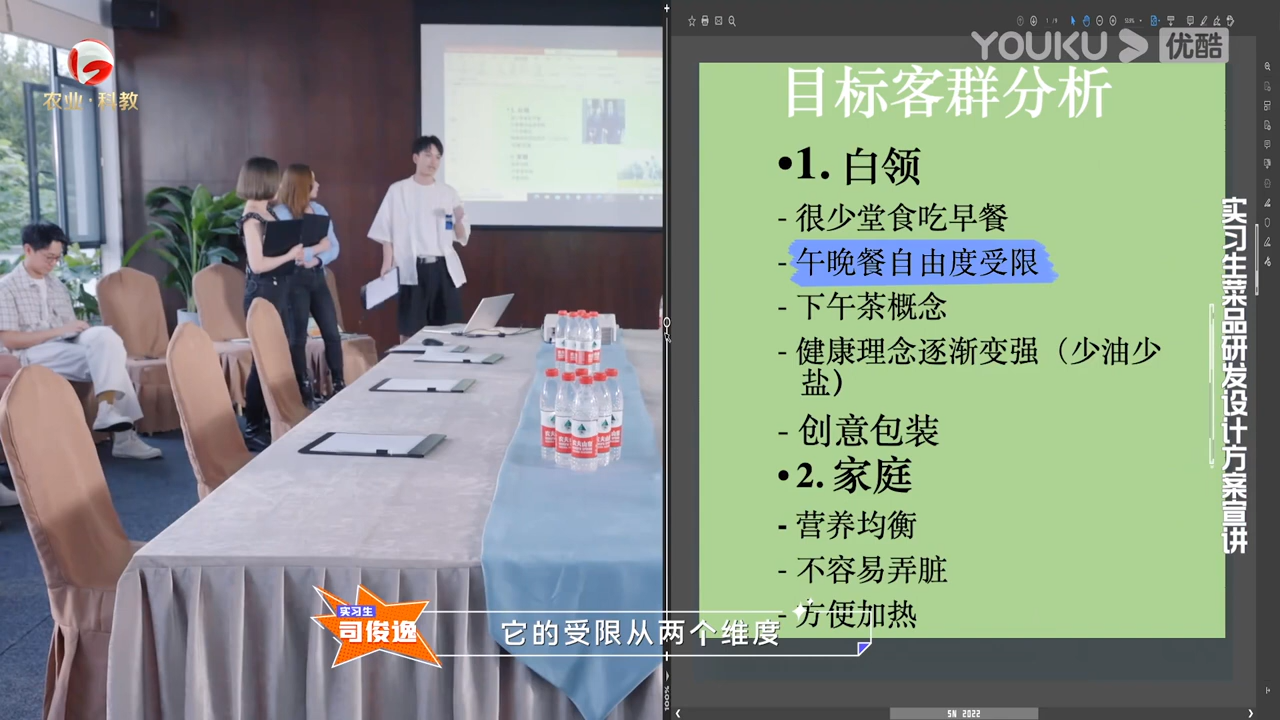 农业·科教
YOUKU 优酷
目标客群分析
•1. 白领
- 很少堂食吃早餐
- 午晚餐自由度受限
- 下午茶概念
- 健康理念逐渐变强（少油少
盐）
- 创意包装
•2. 家庭
- 营养均衡
- 不容易弄脏
- 方便加热
实习生菜品研发设计方案宣讲
实习生
司俊逸
它的受限从两个维度
SN 2022
100%